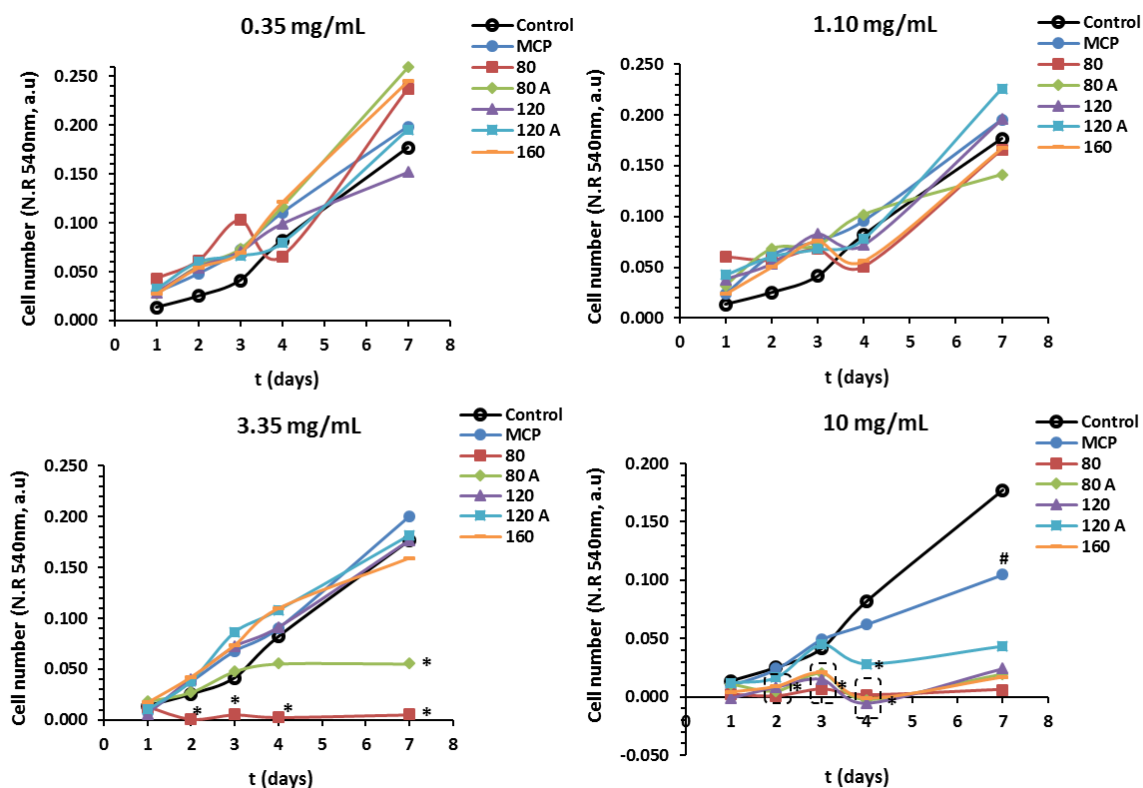 0.35 mg/mL
Control
MCP
80
80 A
120
120 A
160
Cell number (N.R 540nm, a.u)
0.250
0.200
0.150
0.100
0.050
0.000
0 1 2 3 4 5 6 7 8
t (days)
1.10 mg/mL
Control
MCP
80
80 A
120
120 A
160
Cell number (N.R 540nm, a.u)
0.250
0.200
0.150
0.100
0.050
0.000
0 1 2 3 4 5 6 7 8
t (days)
3.35 mg/mL
Control
MCP
80
80 A
120
120 A
160
Cell number (N.R 540nm, a.u)
0.250
0.200
0.150
0.100
0.050
0.000
*
*
*
*
*
0 1 2 3 4 5 6 7 8
t (days)
10 mg/mL
Control
MCP
80
80 A
120
120 A
160
Cell number (N.R 540nm, a.u)
0.200
0.150
0.100
0.050
0.000
-0.050
#
*
*
*
*
0 1 2 3 4 5 6 7 8
t (days)